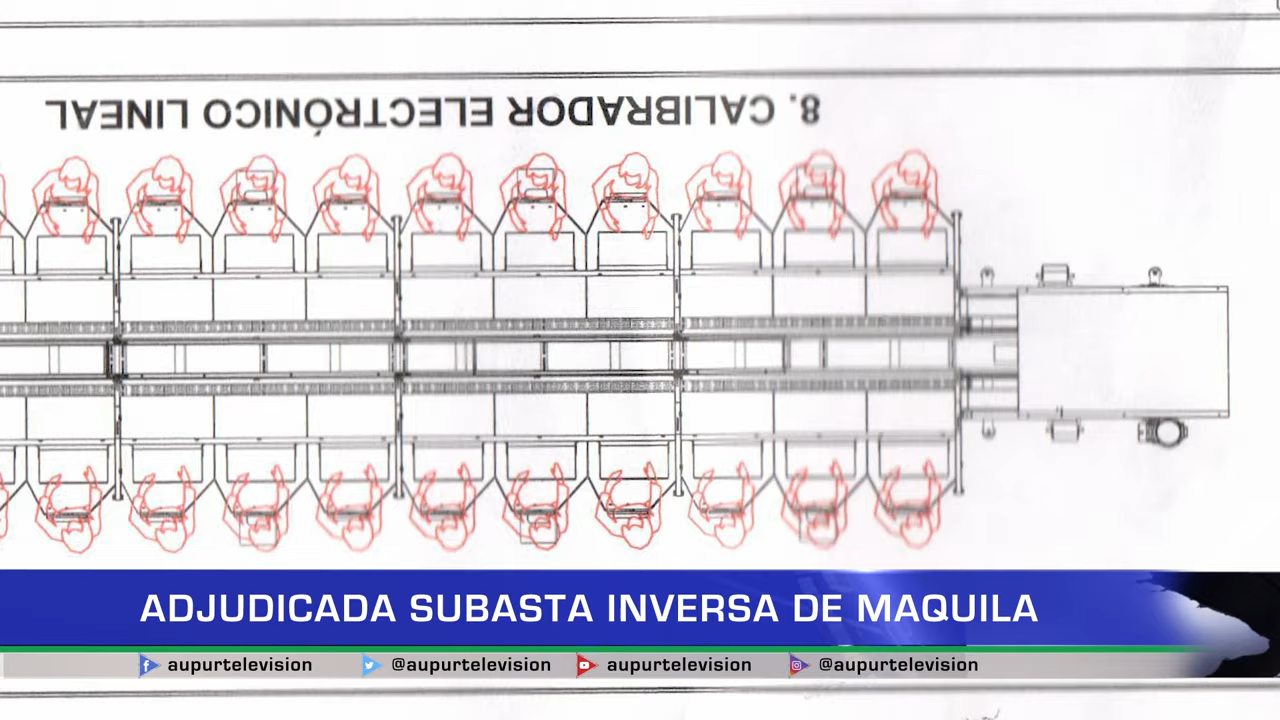 8. CALIBRADOR ELECTRÓNICO LINEAL
ADJUDICADA SUBASTA INVERSA DE MAQUILA
aupurtelevision @aupurtelevision aupurtelevision @aupurtelevision